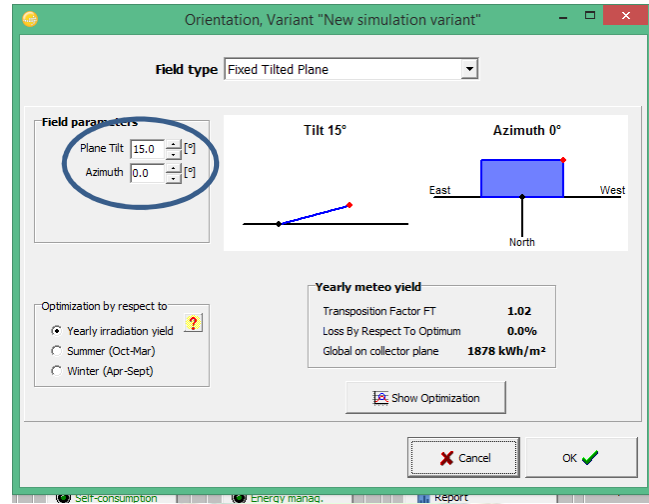 Orientation, Variant "New simulation variant"
Field type Fixed Tilted Plane
Field parameters
Plane Tilt 15.0 [°]
Azimuth 0.0 [°]
Tilt 15°
Azimuth 0°
East
West
North
Optimization by respect to
Yearly irradiation yield ?
Summer (Oct-Mar)
Winter (Apr-Sept)
Yearly meteo yield
Transposition Factor FT 1.02
Loss By Respect To Optimum 0.0%
Global on collector plane 1878 kWh/m²
Show Optimization
Cancel
OK
Self-consumption
Energy manag.
Report